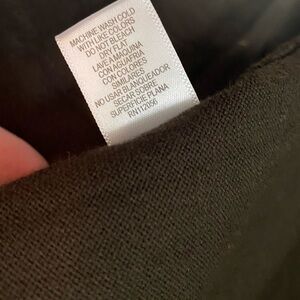 MACHINE WASH COLD
WITH LIKE COLORS
DO NOT BLEACH
DRY FLAT
LAVE A MAQUINA
CON AGUA FRIA
CON COLORES
SIMILARES
NO USAR BLANQUEADOR
SEGAR SOBRE
SUPERFICIE PLANA
RN112056